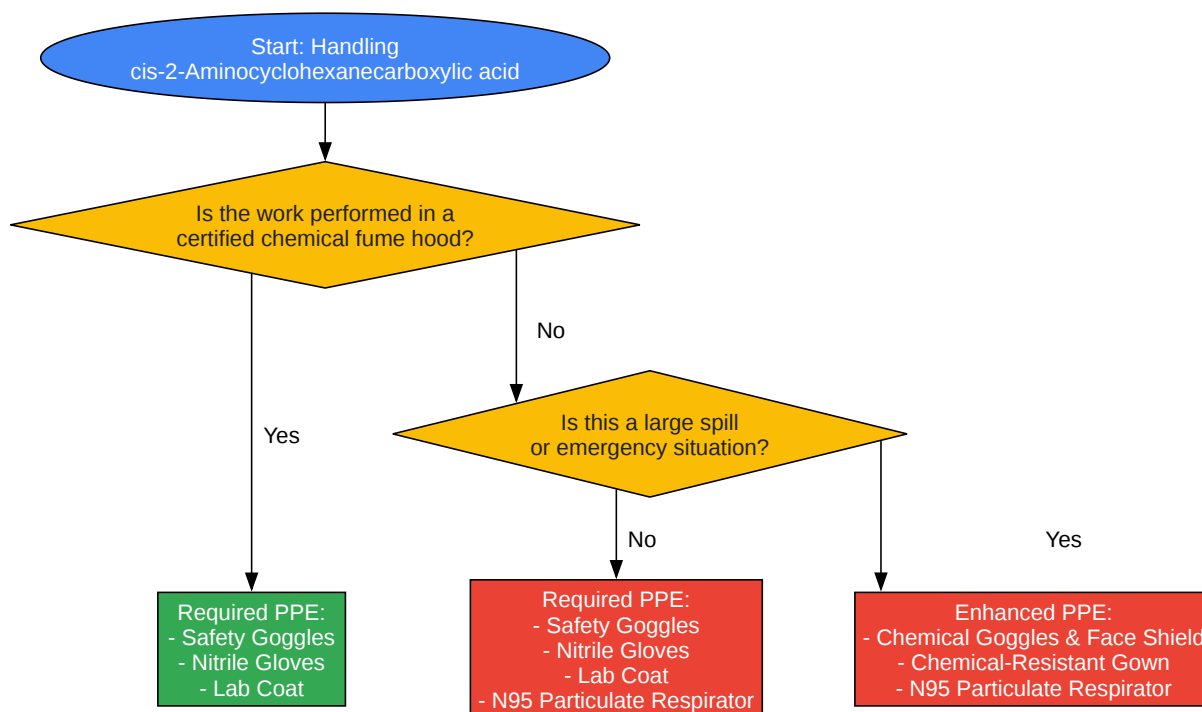 Start: Handling
cis-2-Aminocyclohexanecarboxylic acid
Is the work performed in a
certified chemical fume hood?
No
Is this a large spill
or emergency situation?
Yes
No
Yes
Required PPE:
- Safety Goggles
- Nitrile Gloves
- Lab Coat
Required PPE:
- Safety Goggles
- Nitrile Gloves
- Lab Coat
- N95 Particulate Respirator
Enhanced PPE:
- Chemical Goggles & Face Shield
- Chemical-Resistant Gown
- N95 Particulate Respirator